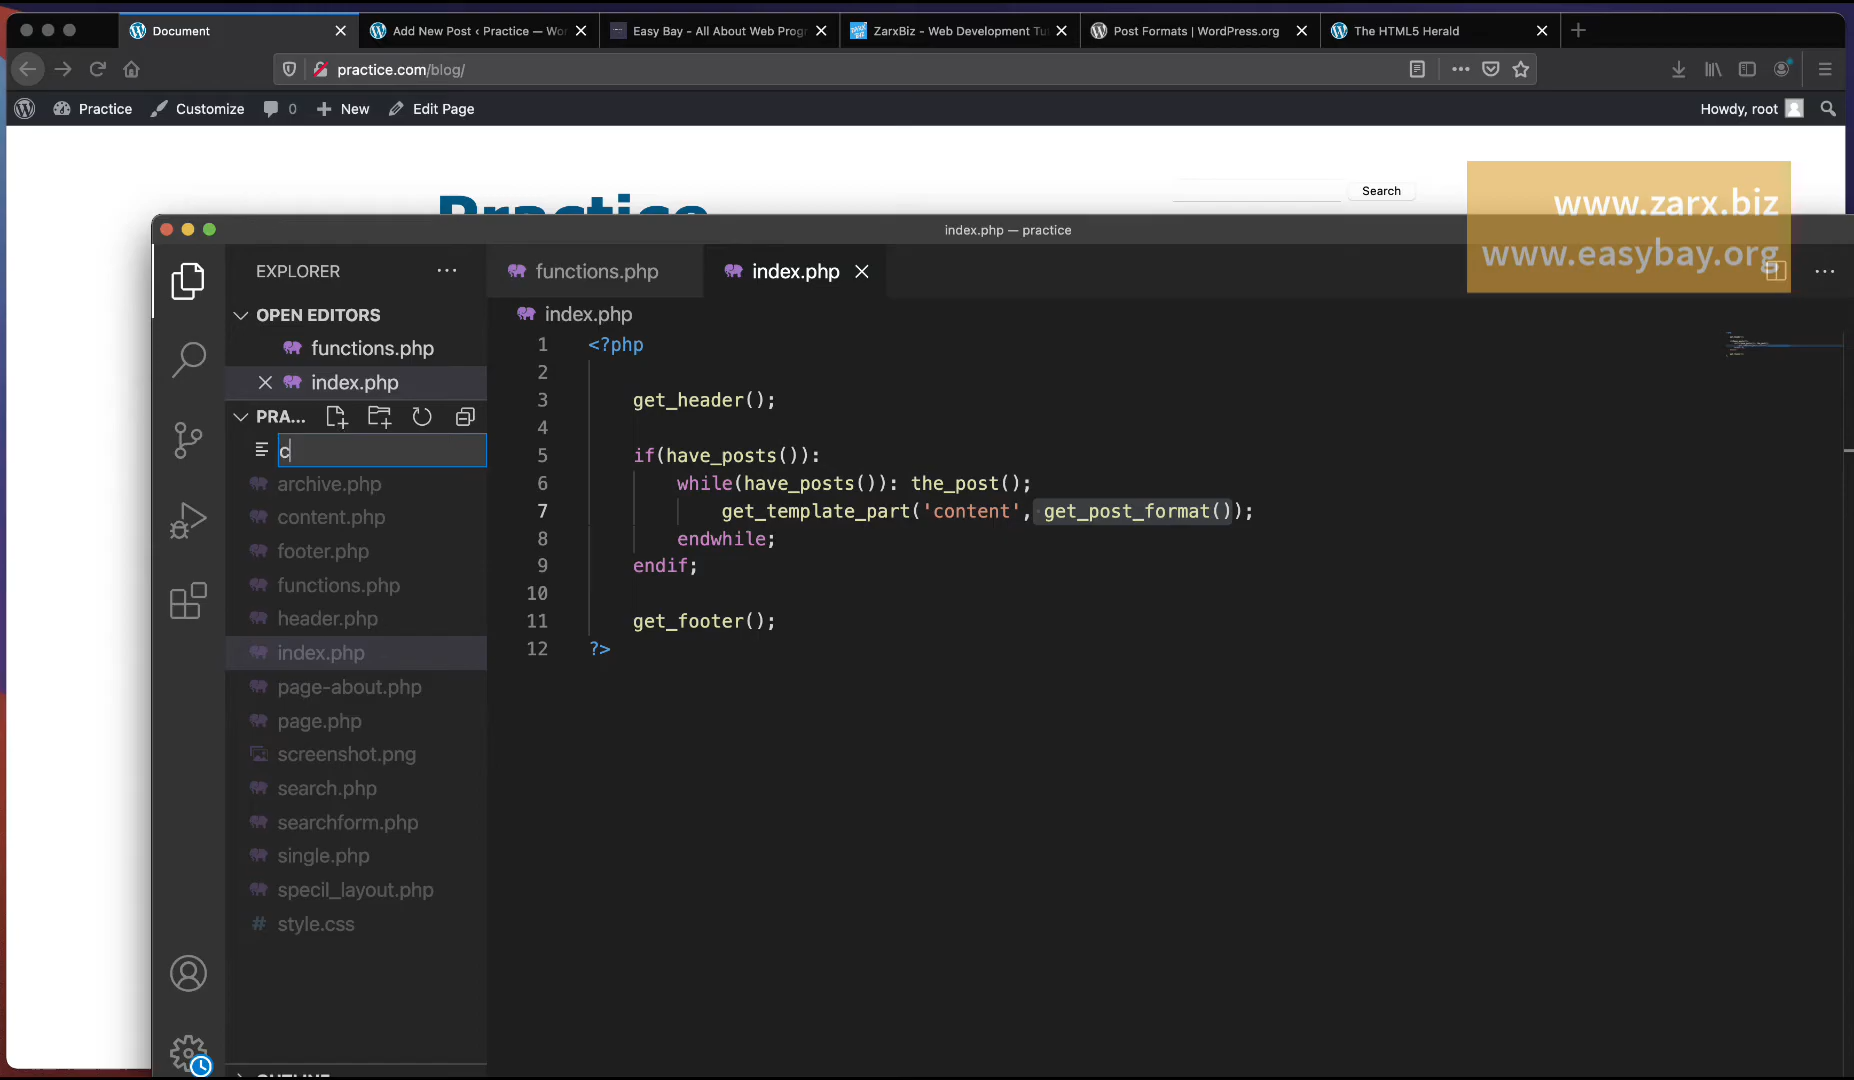 Document
Add New Post ‹ Practice — Wor
Easy Bay - All About Web Progr
ZarxBiz - Web Development Tut
Post Formats | WordPress.org
The HTML5 Herald
practice.com/blog/
Practice
Customize
0
New
Edit Page
Howdy, root
Practice
Search
www.zarx.biz
www.easybay.org
index.php — practice
EXPLORER
OPEN EDITORS
functions.php
index.php
PRA...
c
archive.php
content.php
footer.php
functions.php
header.php
index.php
page-about.php
page.php
screenshot.png
search.php
searchform.php
single.php
specil_layout.php
# style.css
OUTLINE
functions.php
index.php
index.php
1 <?php
2
3 get_header();
4
5 if(have_posts()):
6 while(have_posts()): the_post();
7 get_template_part('content', get_post_format());
8 endwhile;
9 endif;
10
11 get_footer();
12 ?>